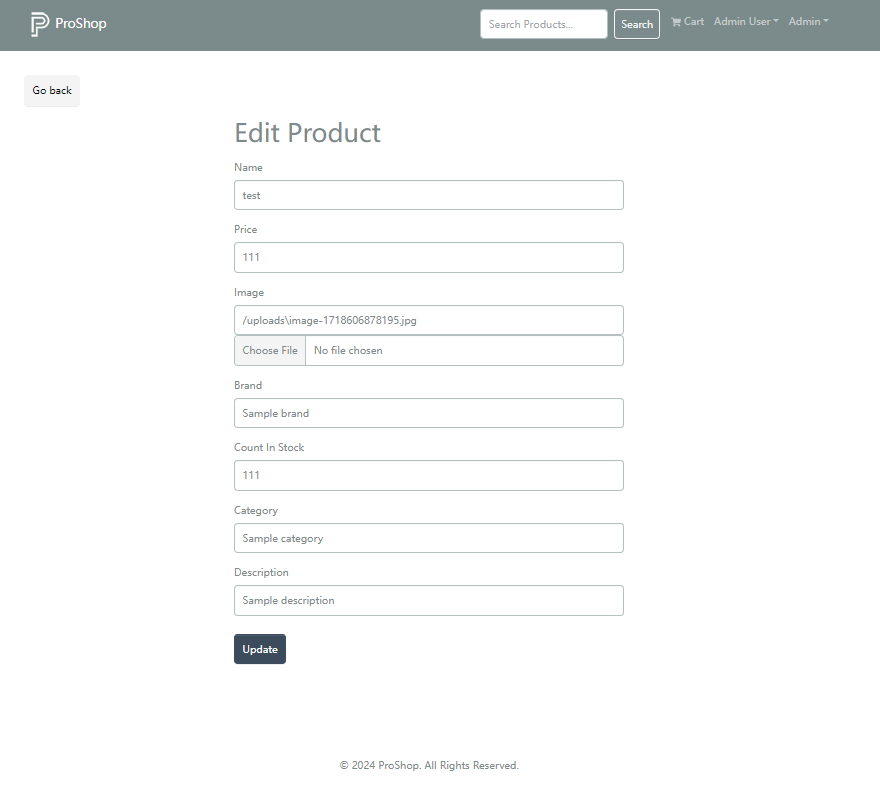 ProShop
Search Products...
Search
Cart
Admin User
Admin
Go back
Edit Product
Name
test
Price
111
Image
/uploads\image-1718606878195.jpg
Choose File No file chosen
Brand
Sample brand
Count In Stock
111
Category
Sample category
Description
Sample description
Update
© 2024 ProShop. All Rights Reserved.